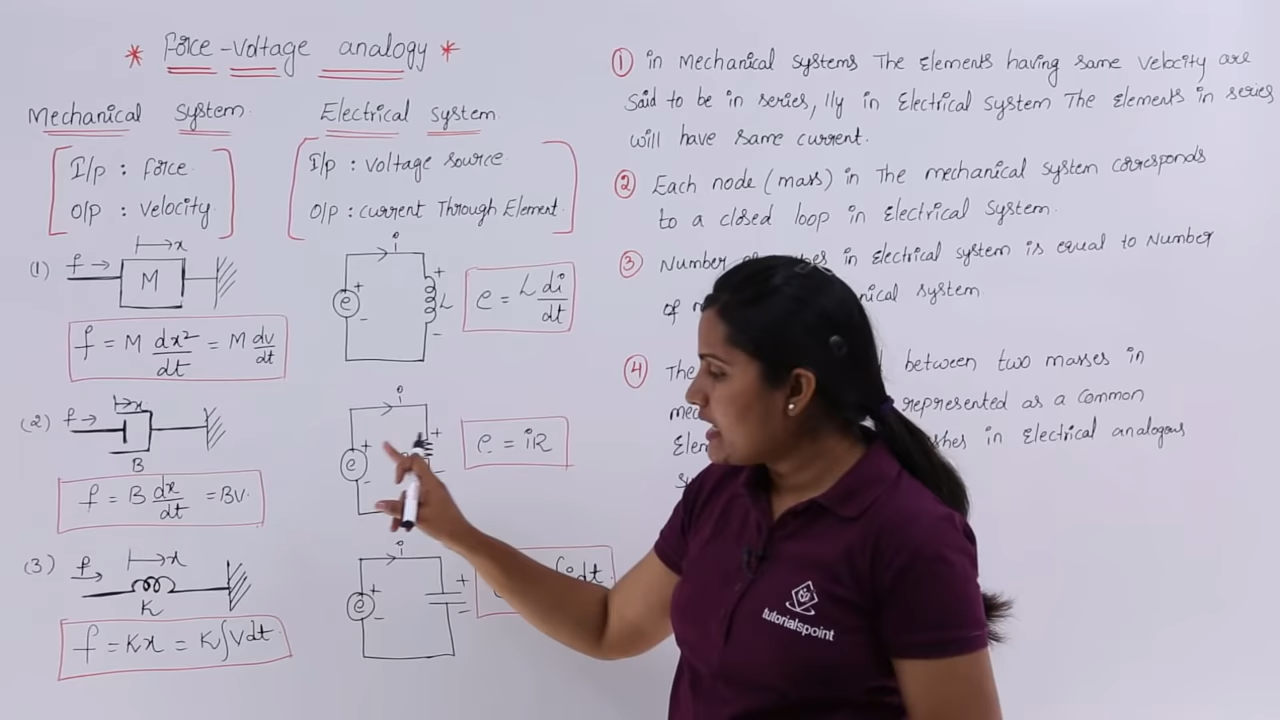 * Force-Voltage analogy *
Mechanical system.
Electrical system.
I/p : force.
O/p : velocity.
I/p : voltage source.
O/p : current Through Element.
(1) f → x M
f = M dx²/dt = M dv/dt
i e + - L + -
e = L di/dt
(2) f → x
B
f = B dx/dt = Bv.
i e + - + -
e = iR
(3) f x
K
f = Kx = K∫vdt.
i e + - + -
i dt.
① in Mechanical systems The Elements having same velocity are
said to be in series, lly in Electrical system The Elements in series
will have same current.
② Each node (mass) in The mechanical system corresponds
to a closed loop in Electrical system.
③ Number in Electrical system is equal to Number
of system
④ The between two masses in
represented as a common
in Electrical analogous
tutorialspoint